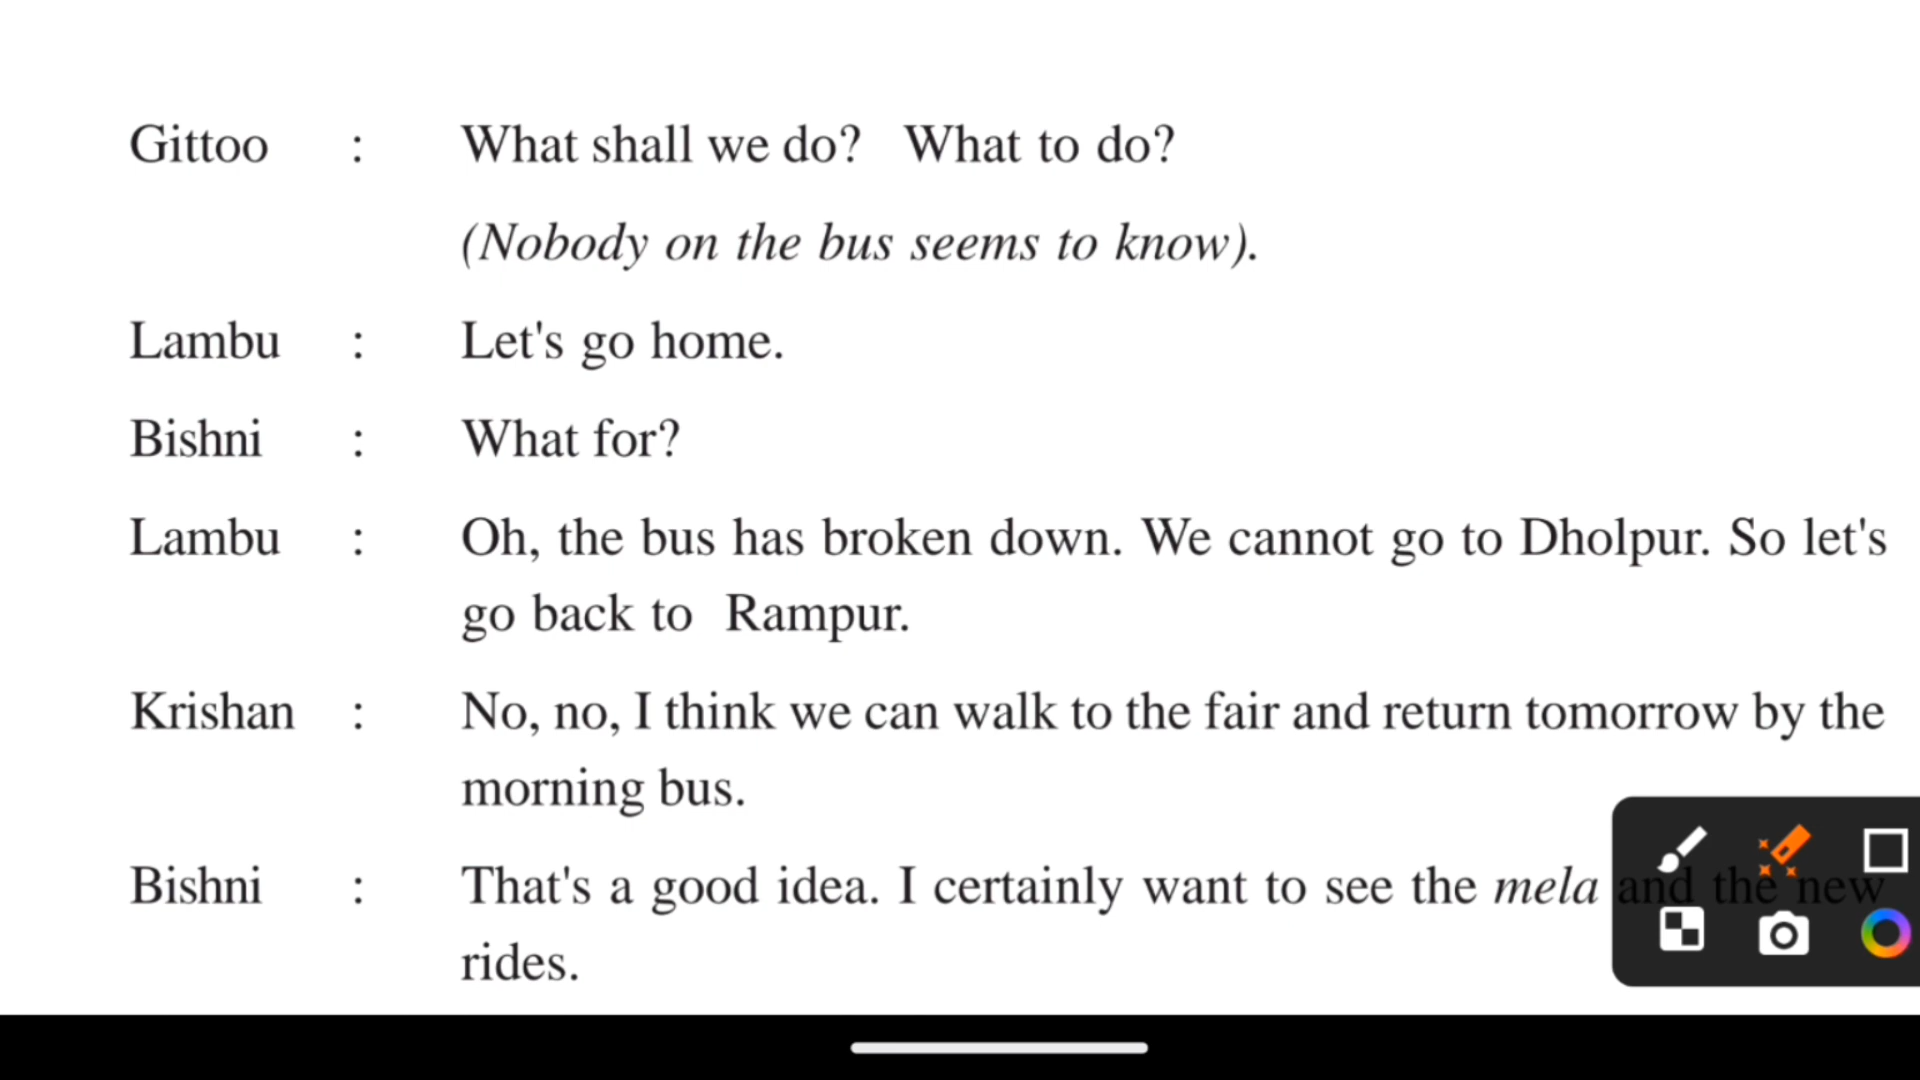 Gittoo : What shall we do? What to do?
(Nobody on the bus seems to know).
Lambu : Let's go home.
Bishni : What for?
Lambu : Oh, the bus has broken down. We cannot go to Dholpur. So let's
go back to Rampur.
Krishan : No, no, I think we can walk to the fair and return tomorrow by the
morning bus.
Bishni : That's a good idea. I certainly want to see the mela and the new
rides.